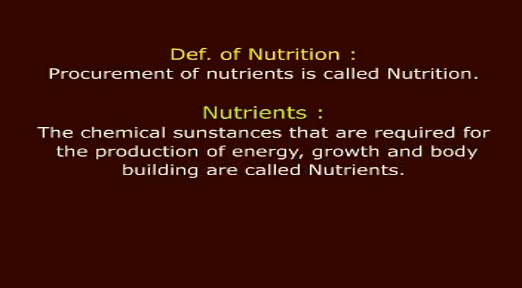 Def. of Nutrition :
Procurement of nutrients is called Nutrition.
Nutrients :
The chemical sunstances that are required for
the production of energy, growth and body
building are called Nutrients.